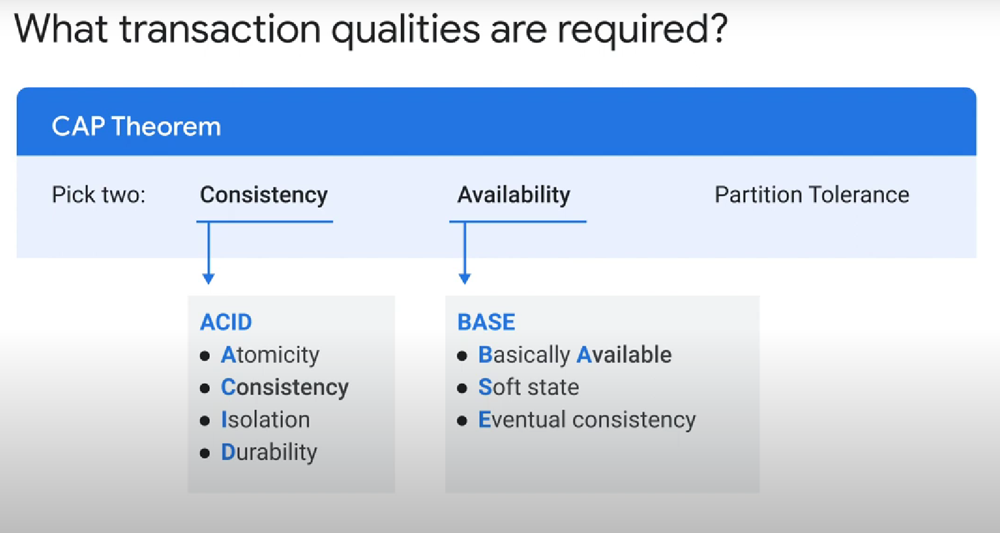 What transaction qualities are required?
CAP Theorem
Pick two: Consistency Availability Partition Tolerance
ACID
• Atomicity
• Consistency
• Isolation
• Durability
BASE
• Basically Available
• Soft state
• Eventual consistency